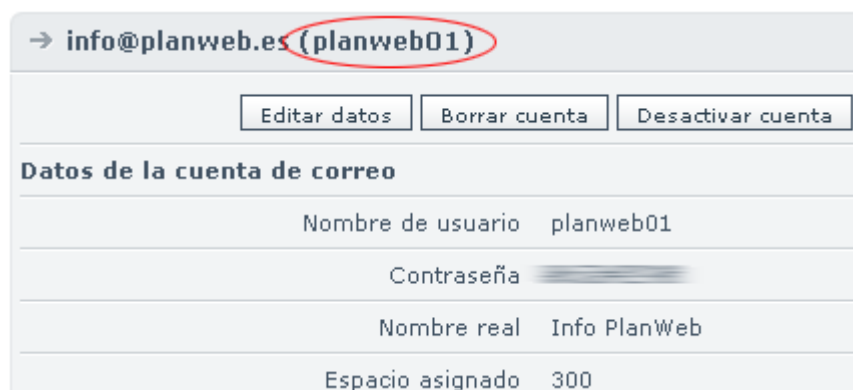 → info@planweb.es (planweb01)
Editar datos Borrar cuenta Desactivar cuenta
Datos de la cuenta de correo
Nombre de usuario planweb01
Contraseña
Nombre real Info PlanWeb
Espacio asignado 300